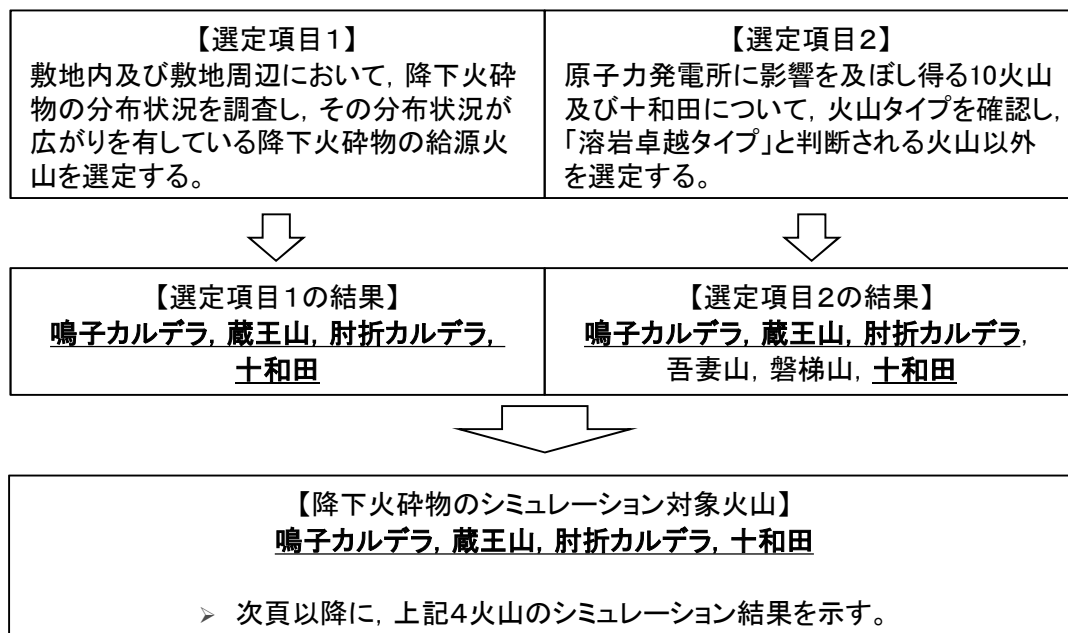 【選定項目1】
敷地内及び敷地周辺において，降下火砕
物の分布状況を調査し，その分布状況が
広がりを有している降下火砕物の給源火
山を選定する。
【選定項目2】
原子力発電所に影響を及ぼし得る10火山
及び十和田について，火山タイプを確認し，
「溶岩卓越タイプ」と判断される火山以外
を選定する。
【選定項目1の結果】
鳴子カルデラ，蔵王山，肘折カルデラ，
十和田
【選定項目2の結果】
鳴子カルデラ，蔵王山，肘折カルデラ，
吾妻山，磐梯山，十和田
【降下火砕物のシミュレーション対象火山】
鳴子カルデラ，蔵王山，肘折カルデラ，十和田
➢ 次頁以降に，上記4火山のシミュレーション結果を示す。